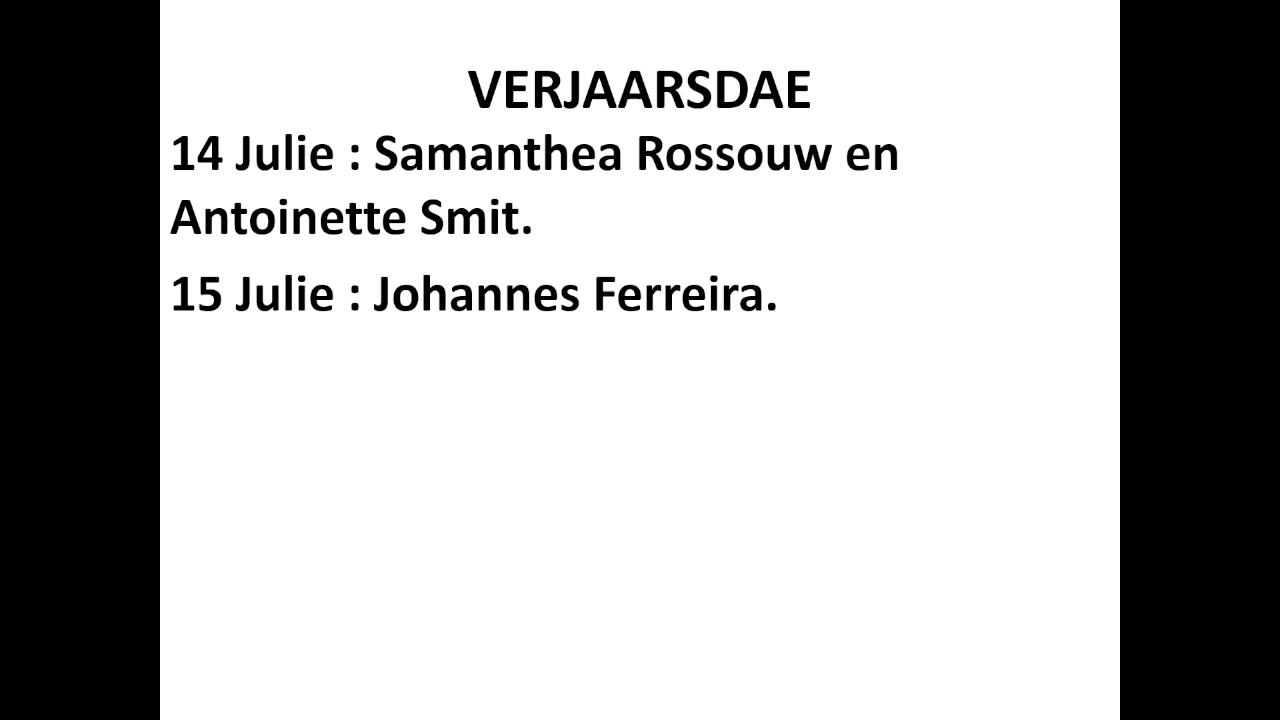 VERJAARSDAE
14 Julie : Samanthea Rossouw en
Antoinette Smit.
15 Julie : Johannes Ferreira.